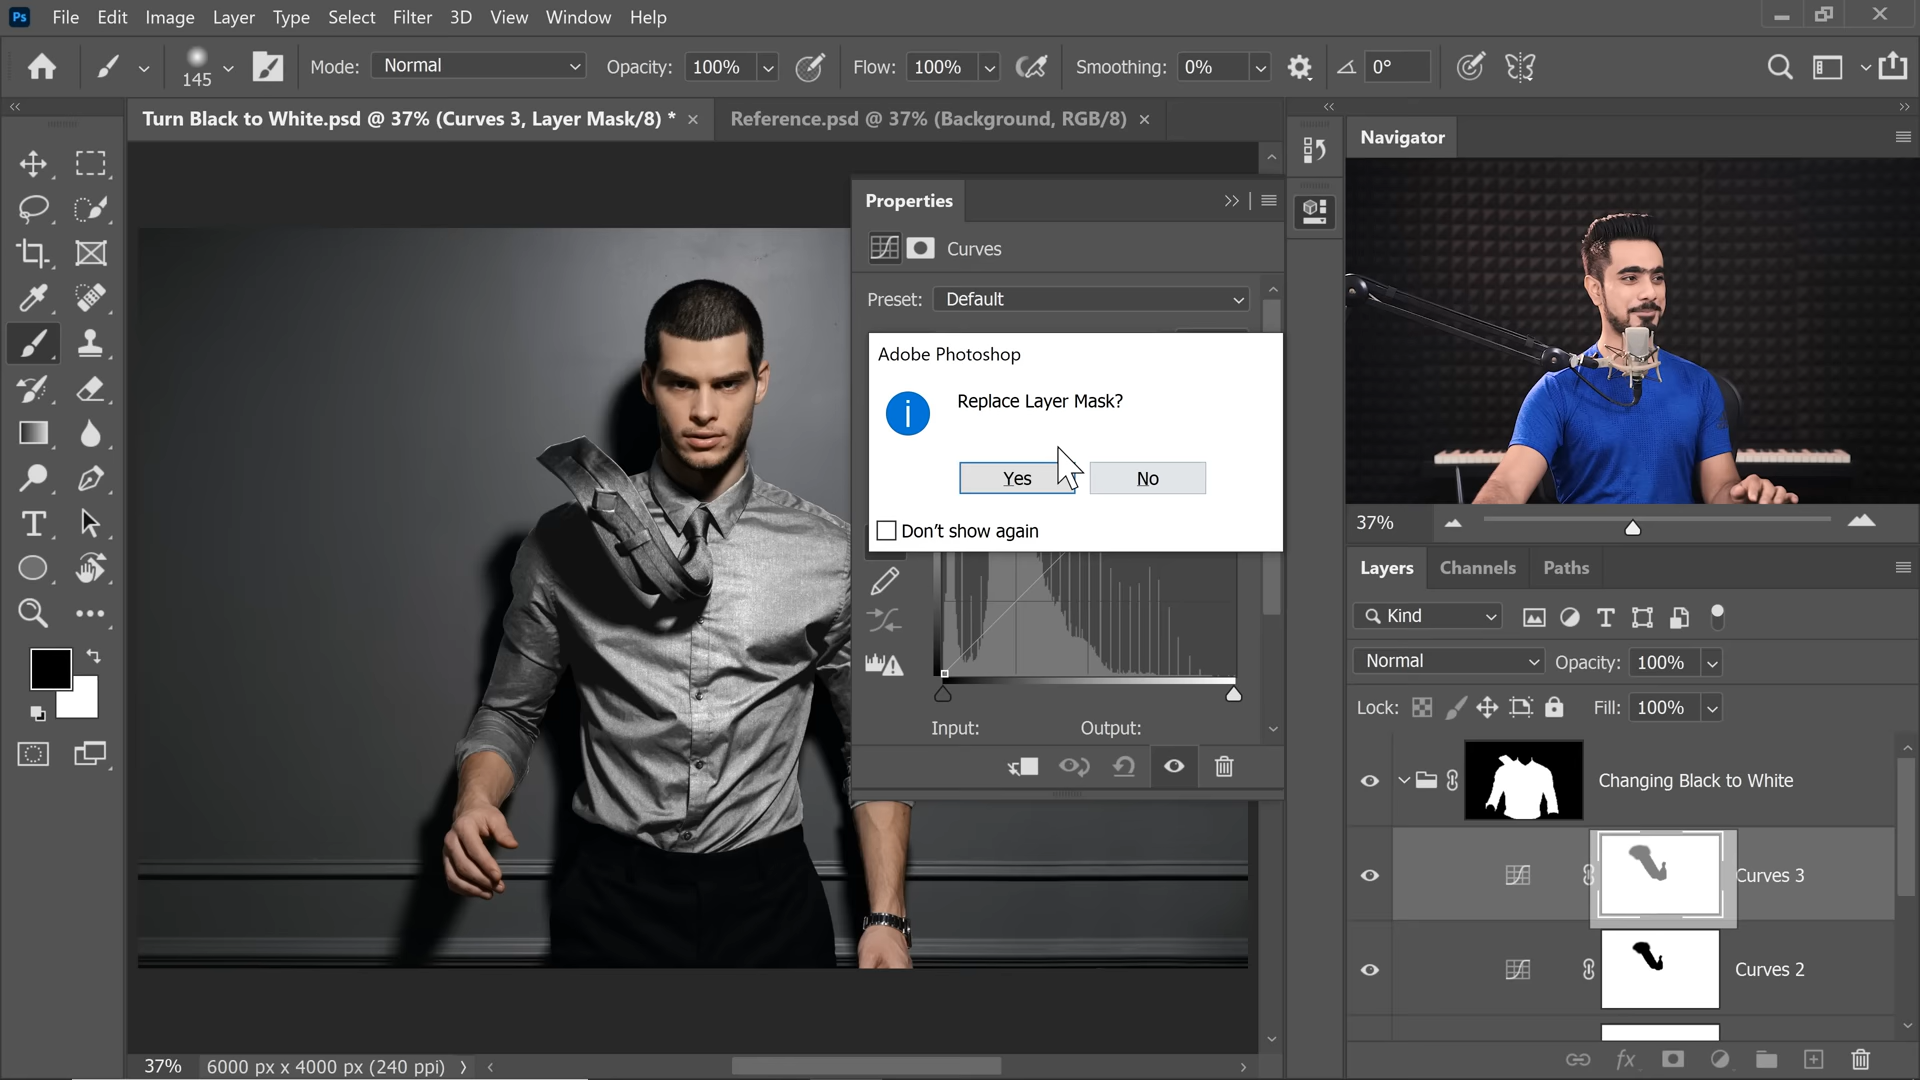 Ps File Edit Image Layer Type Select Filter 3D View Window Help
145 Mode: Normal Opacity: 100% Flow: 100% Smoothing: 0% 0°
Turn Black to White.psd @ 37% (Curves 3, Layer Mask/8) * Reference.psd @ 37% (Background, RGB/8)
Navigator
Properties
Curves
Preset: Default
Adobe Photoshop
Replace Layer Mask?
Yes No
Don't show again
Input: Output:
37%
Layers Channels Paths
Kind
Normal Opacity: 100%
Lock: Fill: 100%
Changing Black to White
Curves 3
Curves 2
37% 6000 px x 4000 px (240 ppi)
fx